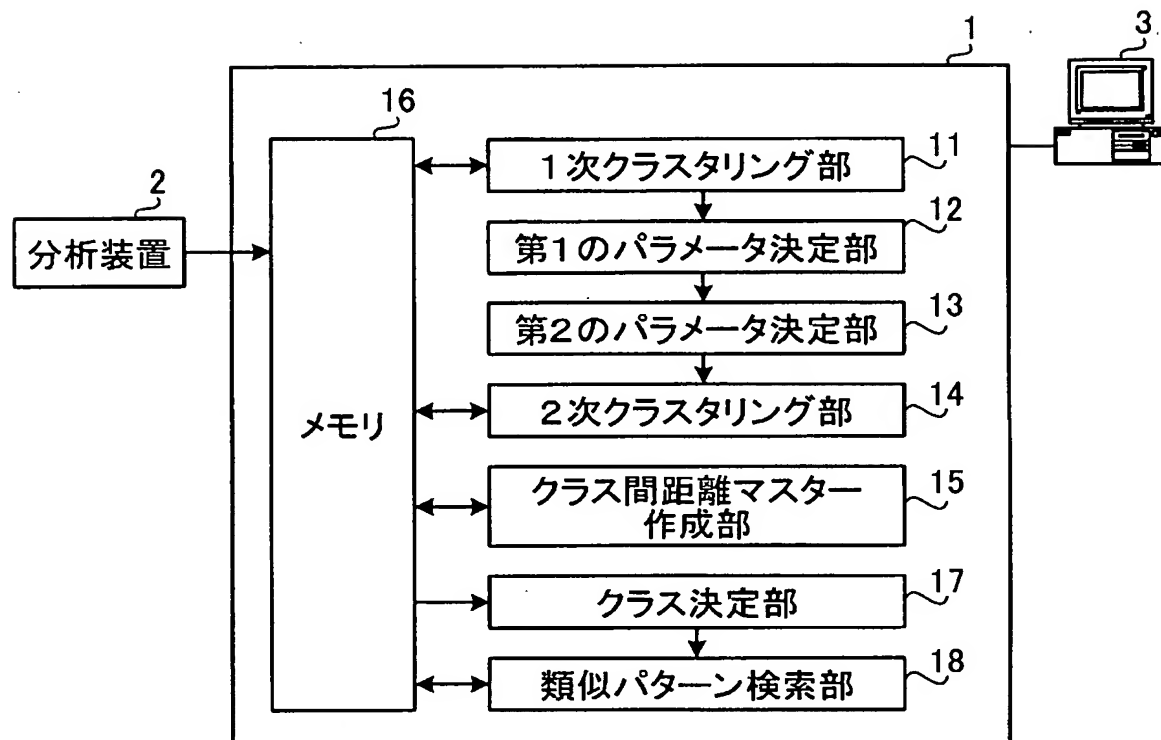 1
3
16
2
分析装置
メモリ
1次クラスタリング部
11
第1のパラメータ決定部
12
第2のパラメータ決定部
13
2次クラスタリング部
14
クラス間距離マスター
作成部
15
クラス決定部
17
類似パターン検索部
18